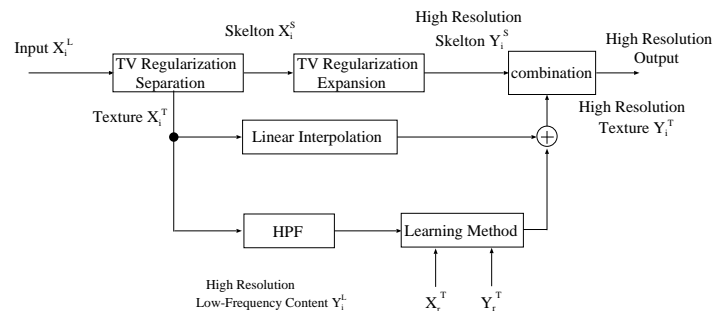 Input X_i^L
TV Regularization
Separation
Skelton X_i^S
TV Regularization
Expansion
High Resolution
Skelton Y_i^S
combination
High Resolution
Output
Texture X_i^T
Linear Interpolation
+
High Resolution
Texture Y_i^T
HPF
Learning Method
High Resolution
Low-Frequency Content Y_i^L
X_r^T
Y_r^T